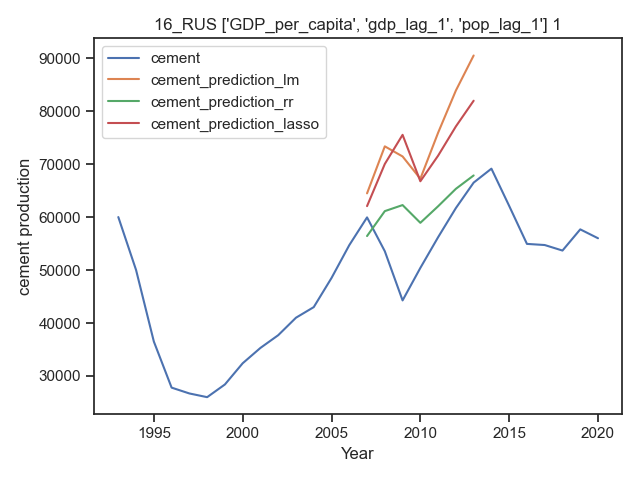 16_RUS ['GDP_per_capita', 'gdp_lag_1', 'pop_lag_1'] 1
cement
cement_prediction_lm
cement_prediction_rr
cement_prediction_lasso
90000
80000
70000
60000
50000
40000
30000
cement production
1995
2000
2005
2010
2015
2020
Year